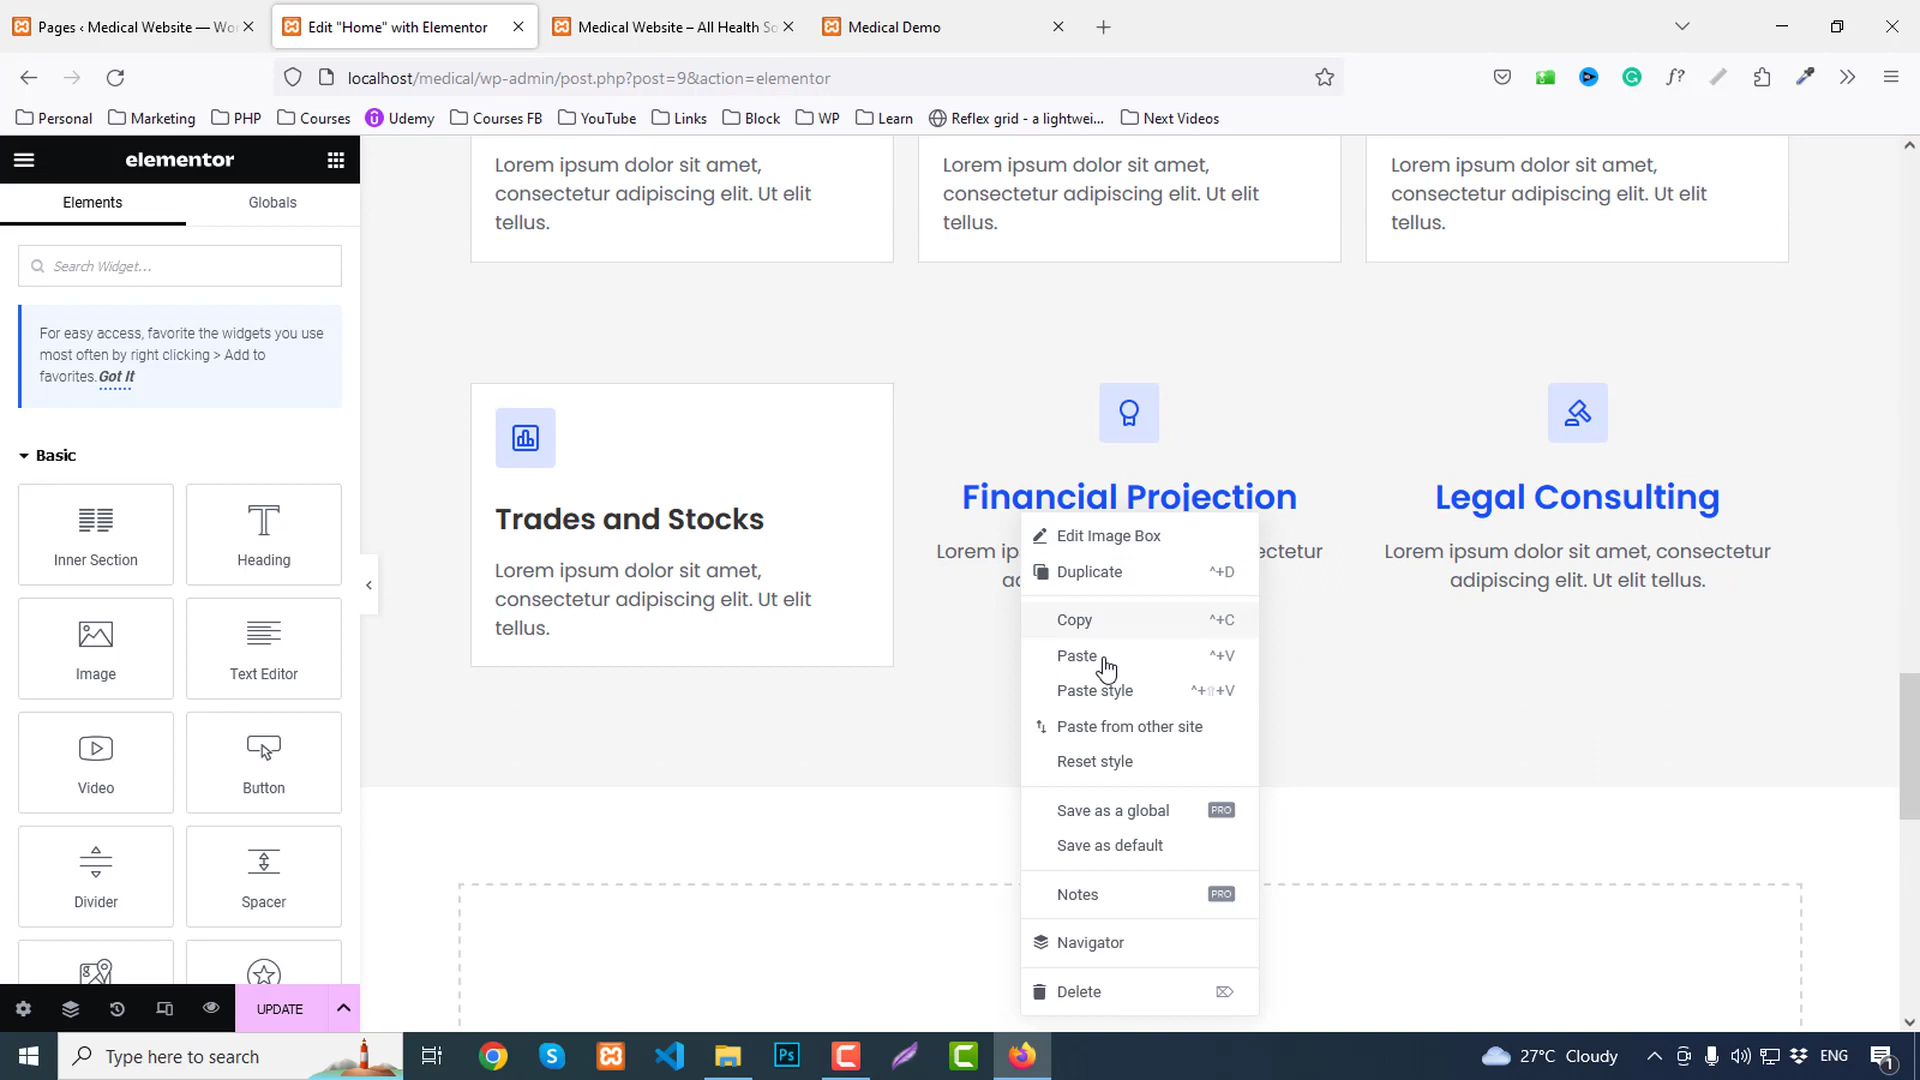 Pages ‹ Medical Website — Wor
Edit "Home" with Elementor
Medical Website – All Health So
Medical Demo
localhost/medical/wp-admin/post.php?post=9&action=elementor
Personal
Marketing
PHP
Courses
Udemy
Courses FB
YouTube
Links
Block
WP
Learn
Reflex grid - a lightwei...
Next Videos
elementor
Elements
Globals
Search Widget...
For easy access, favorite the widgets you use
most often by right clicking > Add to
favorites. Got It
Basic
Inner Section
Heading
Image
Text Editor
Video
Button
Divider
Spacer
UPDATE
Lorem ipsum dolor sit amet,
consectetur adipiscing elit. Ut elit
tellus.
Lorem ipsum dolor sit amet,
consectetur adipiscing elit. Ut elit
tellus.
Lorem ipsum dolor sit amet,
consectetur adipiscing elit. Ut elit
tellus.
Trades and Stocks
Lorem ipsum dolor sit amet,
consectetur adipiscing elit. Ut elit
tellus.
Financial Projection
Lorem ip
ectetur
ad
Legal Consulting
Lorem ipsum dolor sit amet, consectetur
adipiscing elit. Ut elit tellus.
Edit Image Box
Duplicate ^+D
Copy ^+C
Paste ^+V
Paste style ^+⇧+V
Paste from other site
Reset style
Save as a global PRO
Save as default
Notes PRO
Navigator
Delete ⌦
Type here to search
27°C Cloudy
ENG
1